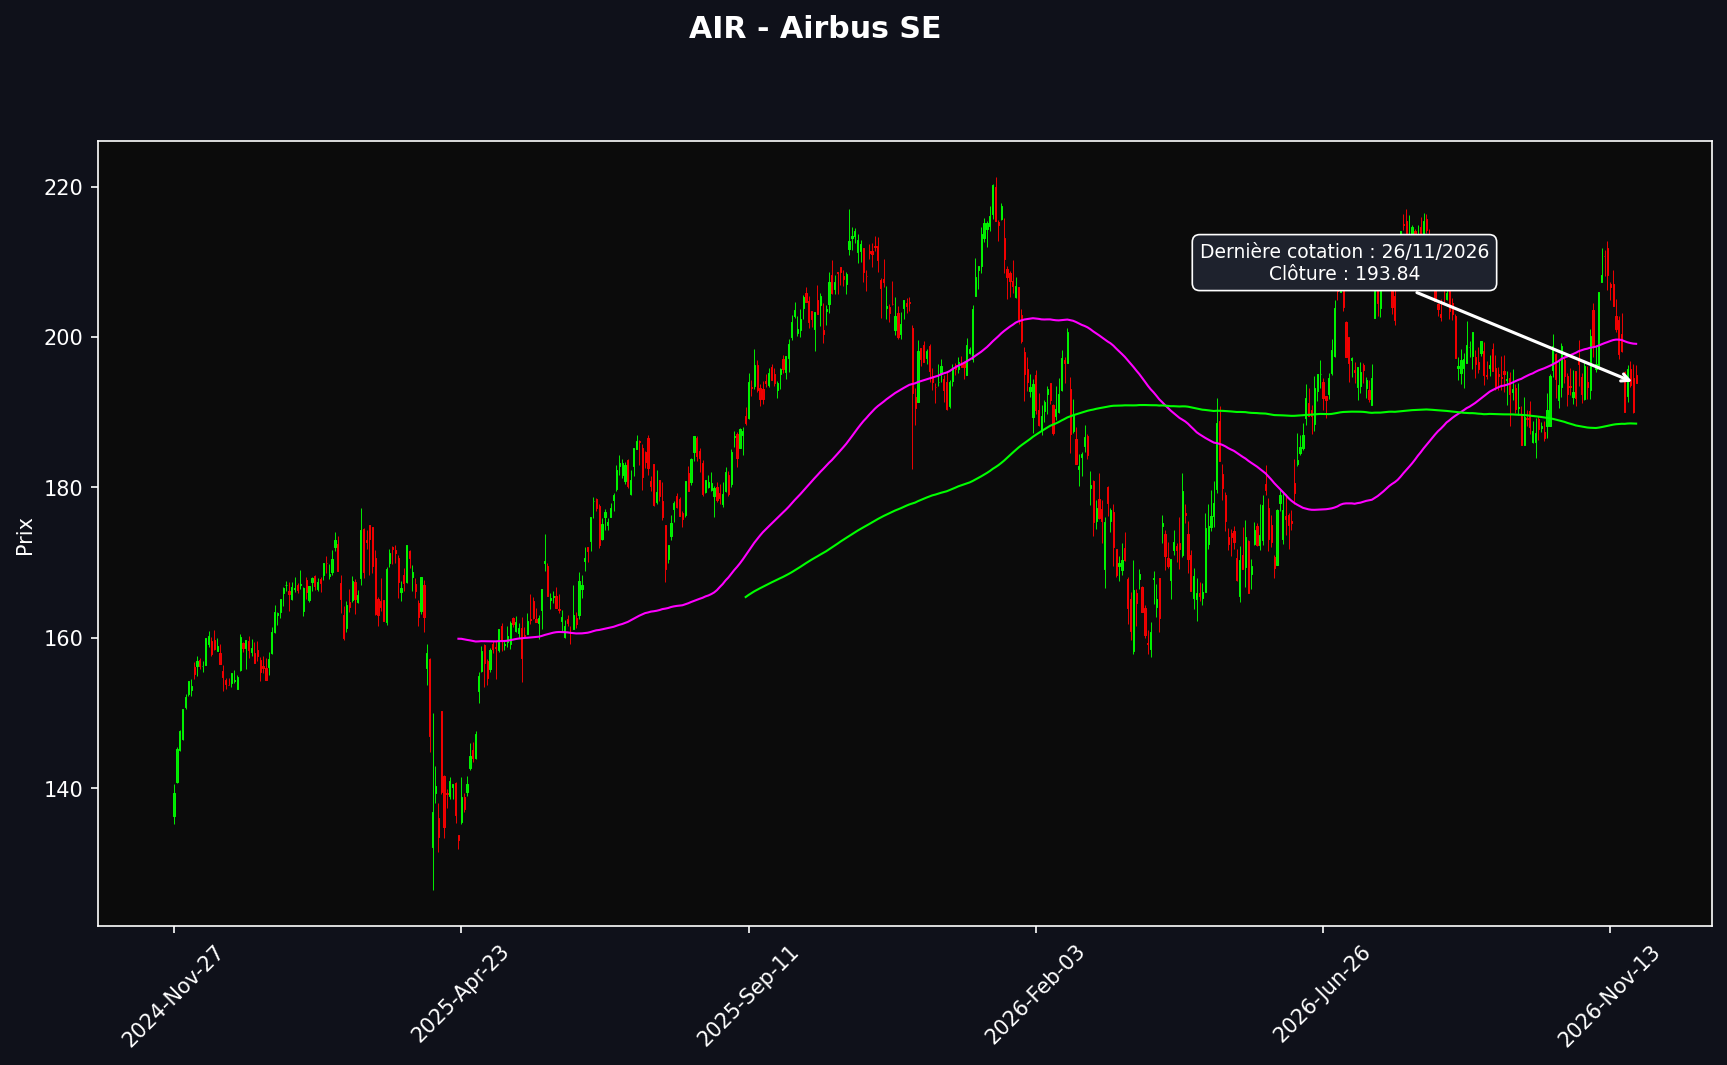 AIR - Airbus SE
Prix
220
200
180
160
140
Dernière cotation : 26/11/2026
Clôture : 193.84
2024-Nov-27
2025-Apr-23
2025-Sep-11
2026-Feb-03
2026-Jun-26
2026-Nov-13